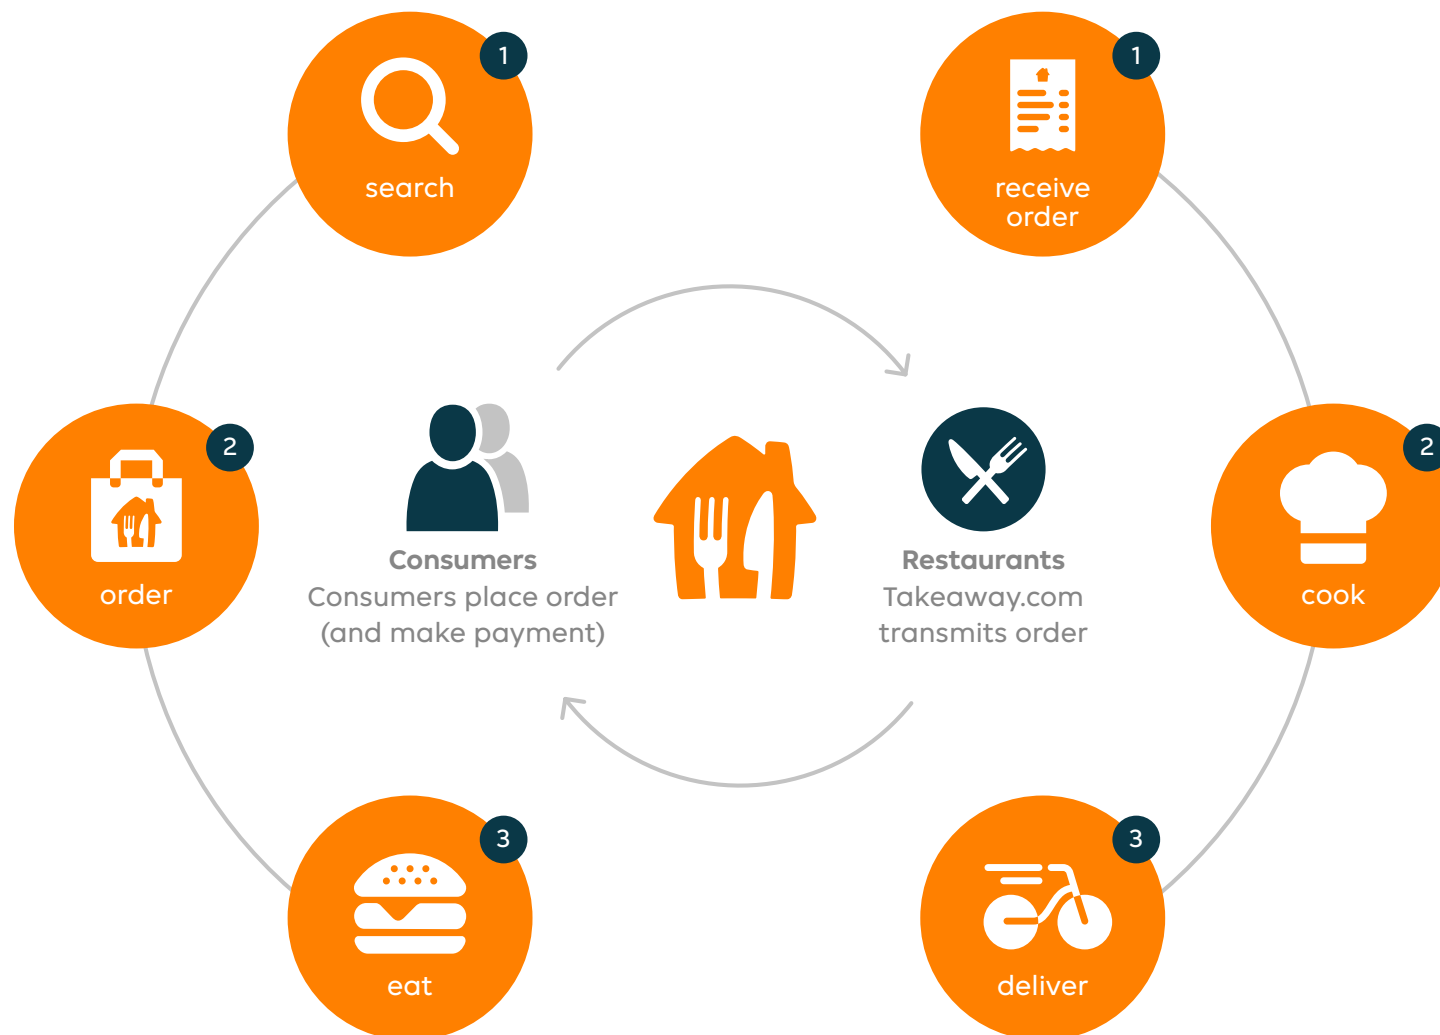 1
search
2
order
3
eat
Consumers
Consumers place order
(and make payment)
Restaurants
Takeaway.com
transmits order
1
receive
order
2
cook
3
deliver